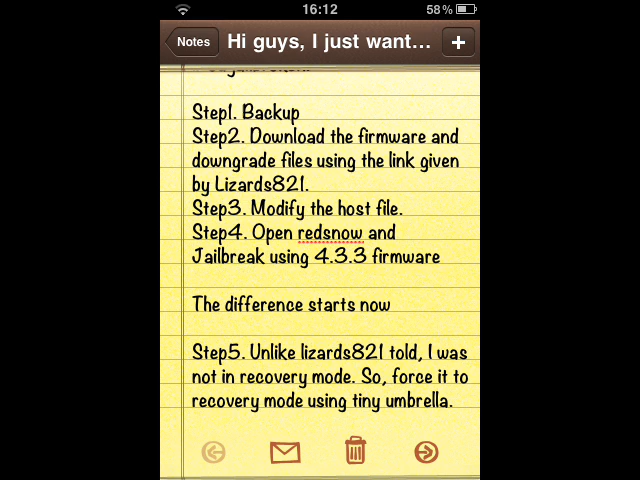 16:12
58%
Notes
Hi guys, I just want...
Step1. Backup
Step2. Download the firmware and
downgrade files using the link given
by Lizards821.
Step3. Modify the host file.
Step4. Open redsnow and
Jailbreak using 4.3.3 firmware
The difference starts now
Step5. Unlike lizards821 told, I was
not in recovery mode. So, force it to
recovery mode using tiny umbrella.